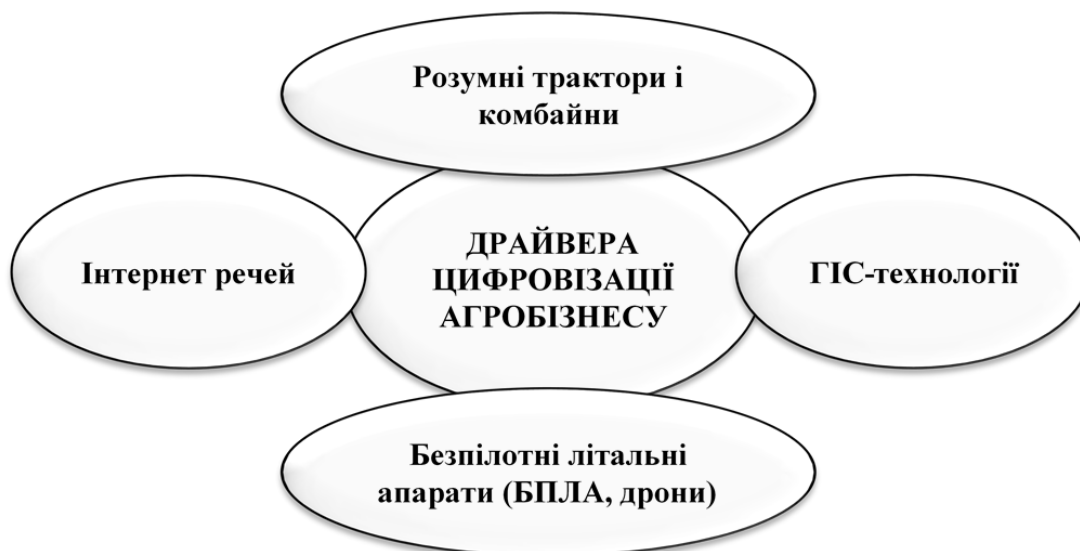 Розумні трактори і
комбайни
Інтернет речей
ДРАЙВЕРА
ЦИФРОВІЗАЦІЇ
АГРОБІЗНЕСУ
ГІС-технології
Безпілотні літальні
апарати (БПЛА, дрони)